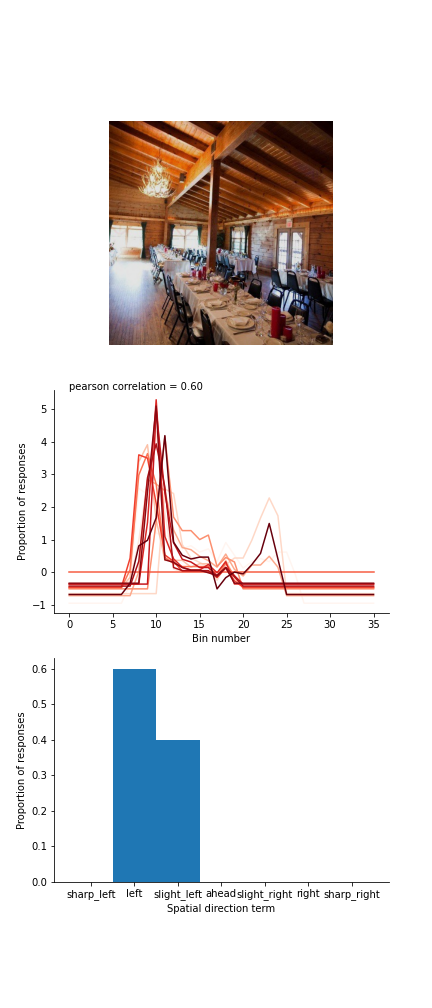 pearson correlation = 0.60
Proportion of responses
5
4
3
2
1
0
−1
0 5 10 15 20 25 30 35
Bin number
Proportion of responses
0.6
0.5
0.4
0.3
0.2
0.1
0.0
sharp_left left slight_left ahead slight_right right sharp_right
Spatial direction term